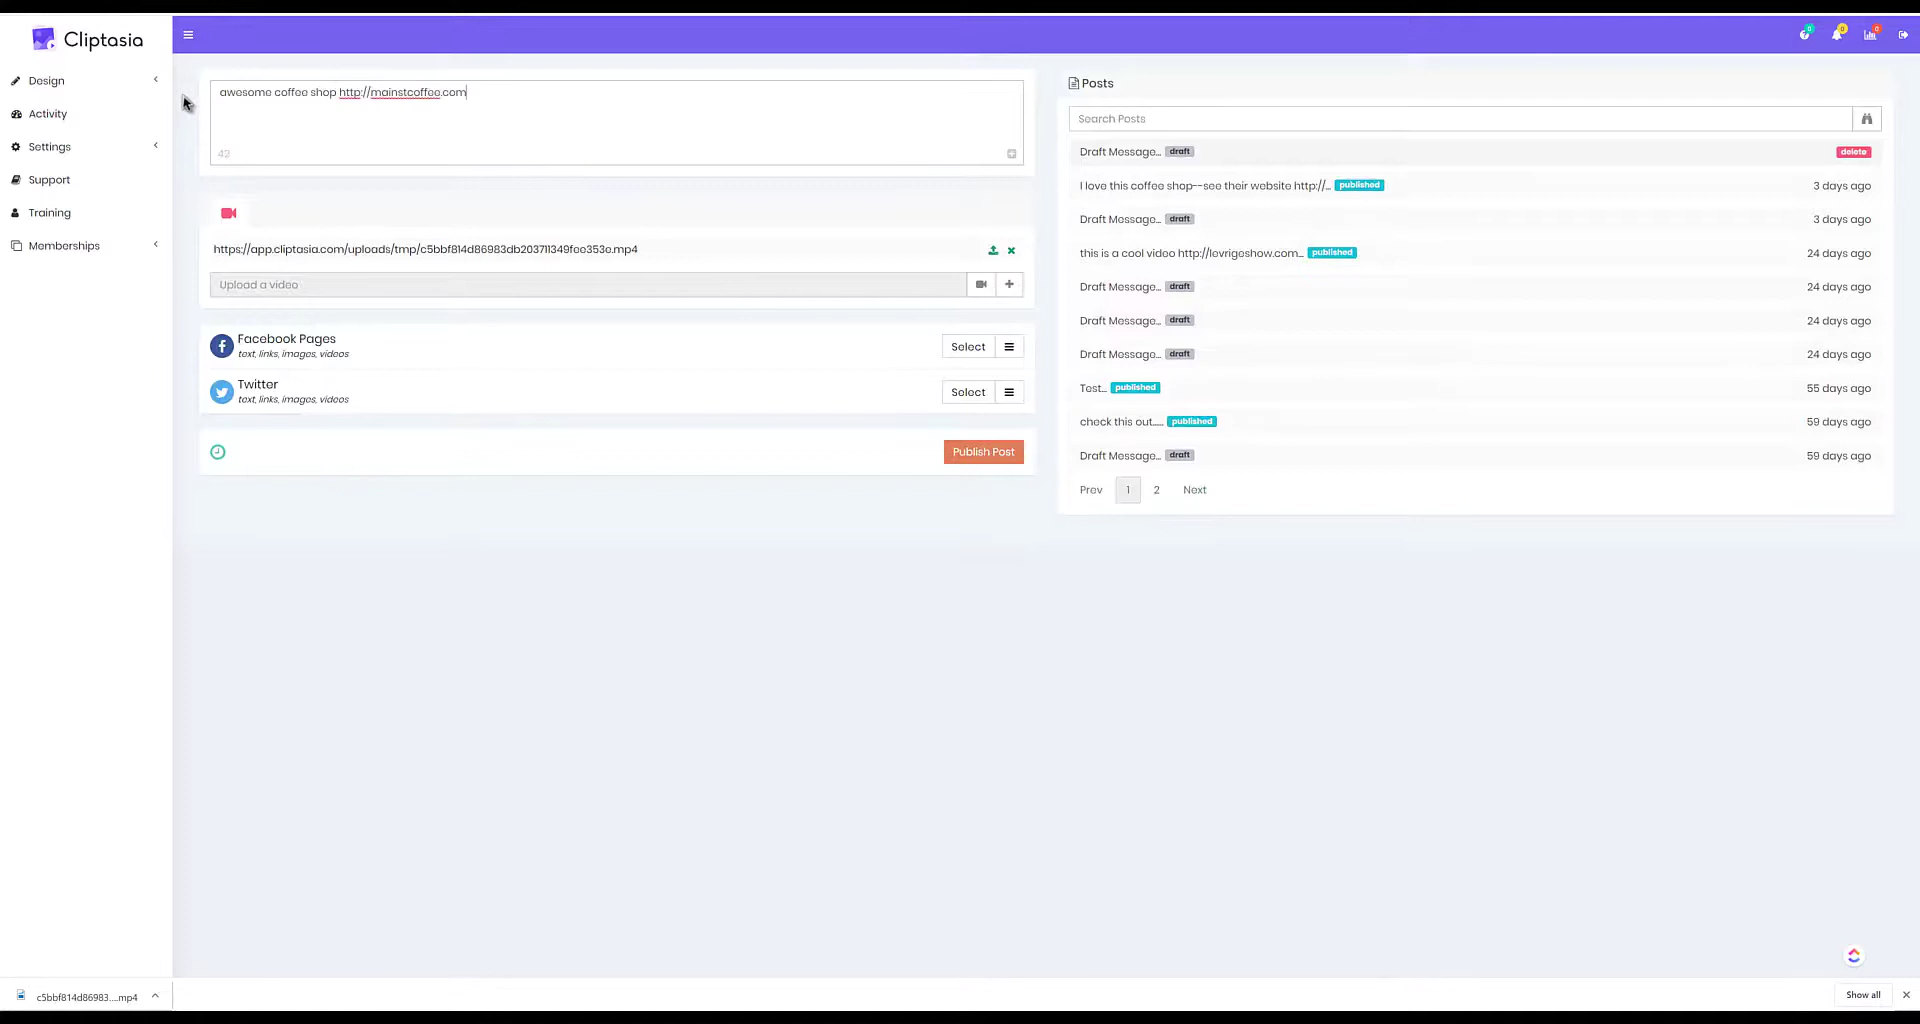 Cliptasia
Design
Activity
Settings
Support
Training
Memberships
0
0
0
awesome coffee shop http://mainstcoffee.com
42
https://app.cliptasia.com/uploads/tmp/c5bbf814d86983db203711349fee353e.mp4
Upload a video
Facebook Pages
text, links, images, videos
Select
Twitter
text, links, images, videos
Select
Publish Post
Posts
Search Posts
Draft Message... draft delete
I love this coffee shop--see their website http://... published 3 days ago
Draft Message... draft 3 days ago
this is a cool video http://levrigeshow.com... published 24 days ago
Draft Message... draft 24 days ago
Draft Message... draft 24 days ago
Draft Message... draft 24 days ago
Test... published 55 days ago
check this out..... published 59 days ago
Draft Message... draft 59 days ago
Prev 1 2 Next
c5bbf814d86983....mp4
Show all